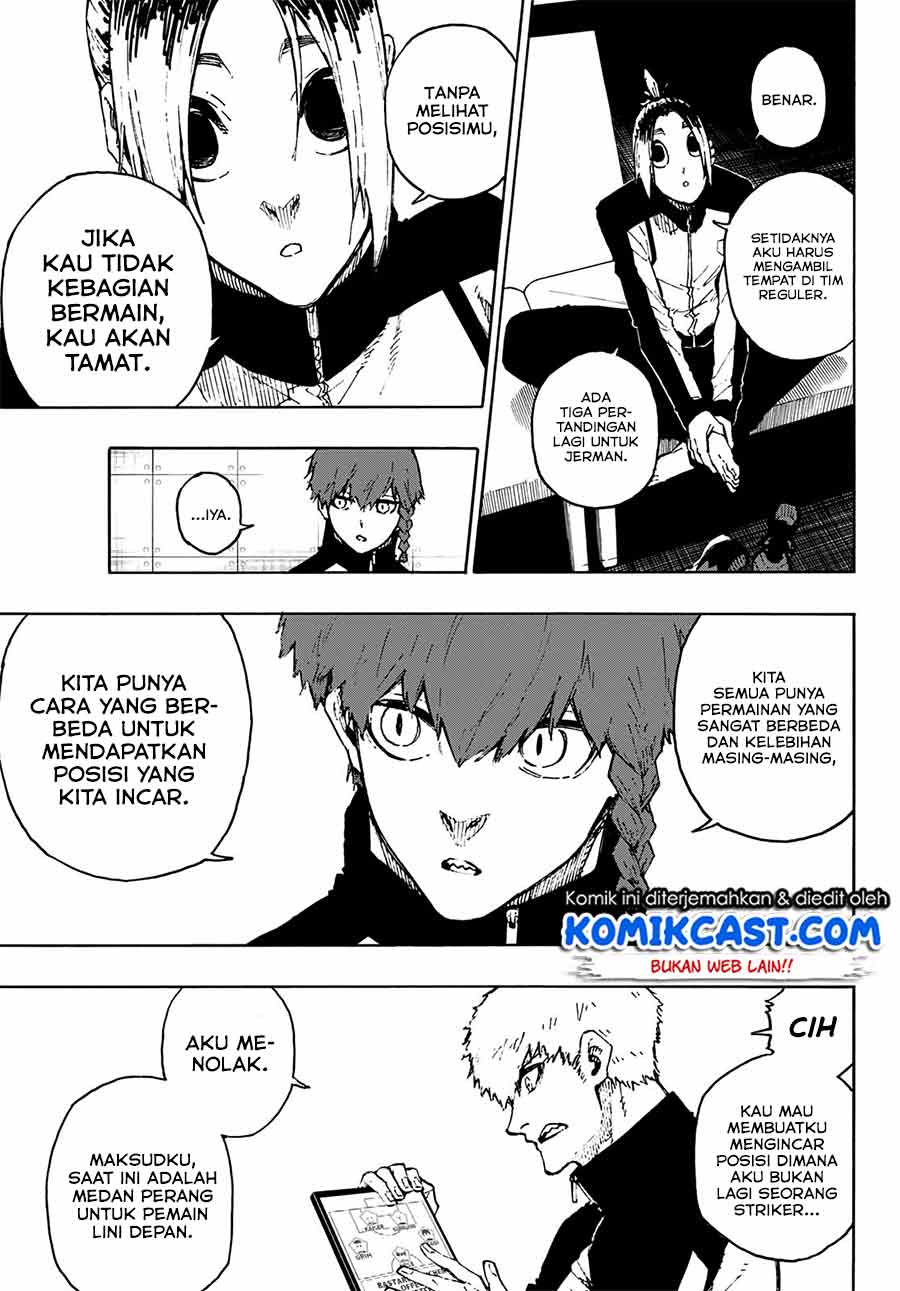 BENAR.
SETIDAKNYA
AKU HARUS
MENGAMBIL
TEMPAT DI TIM
REGULER.
ADA
TIGA PER-
TANDINGAN
LAGI UNTUK
JERMAN.
TANPA
MELIHAT
POSISIMU,
JIKA
KAU TIDAK
KEBAGIAN
BERMAIN,
KAU AKAN
TAMAT.
...IYA.
KITA
SEMUA PUNYA
PERMAINAN YANG
SANGAT BERBEDA
DAN KELEBIHAN
MASING-MASING,
KITA PUNYA
CARA YANG BER-
BEDA UNTUK
MENDAPATKAN
POSISI YANG
KITA INCAR.
Komik ini diterjemahkan & diedit oleh
KOMIKCAST.COM
BUKAN WEB LAIN!!
CIH
KAU MAU
MEMBUATKU
MENGINCAR
POSISI DIMANA
AKU BUKAN
LAGI SEORANG
STRIKER...
AKU ME-
NOLAK.
MAKSUDKU,
SAAT INI ADALAH
MEDAN PERANG
UNTUK PEMAIN
LINI DEPAN.